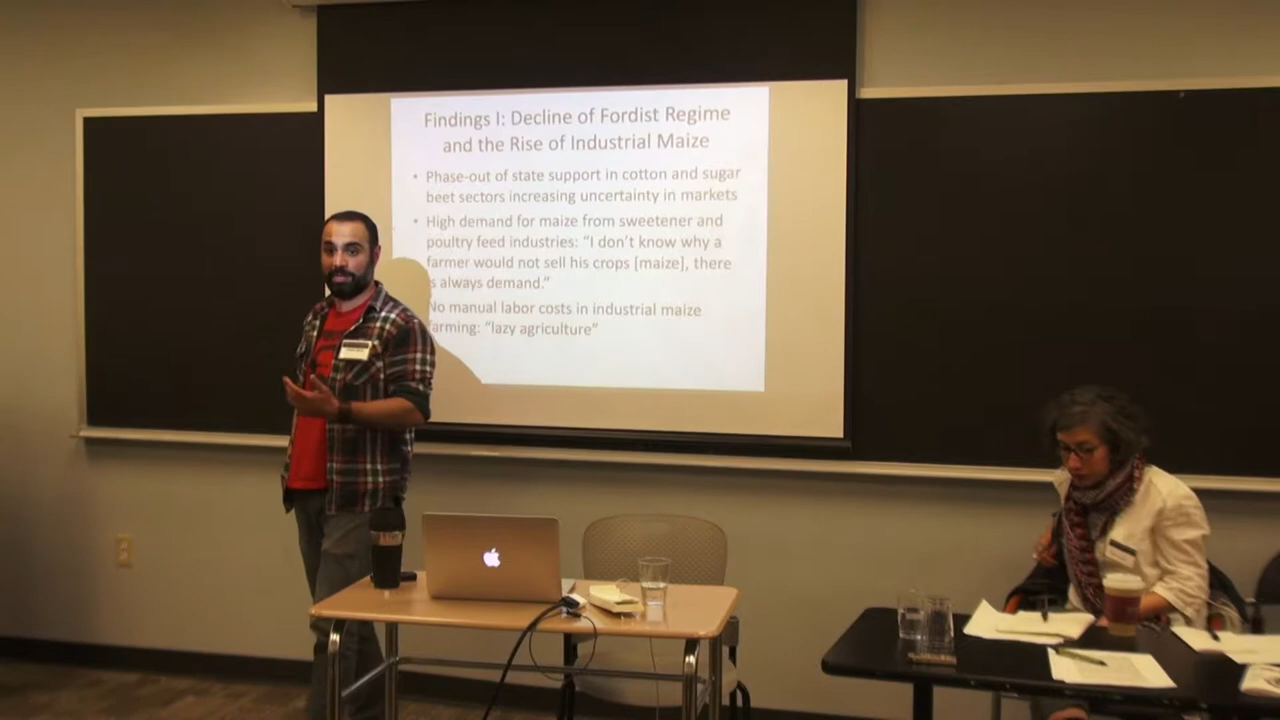 Findings I: Decline of Fordist Regime
and the Rise of Industrial Maize
• Phase-out of state support in cotton and sugar
beet sectors increasing uncertainty in markets
• High demand for maize from sweetener and
poultry feed industries: “I don’t know why a
farmer would not sell his crops [maize], there
s always demand.”
No manual labor costs in industrial maize
farming: “lazy agriculture”